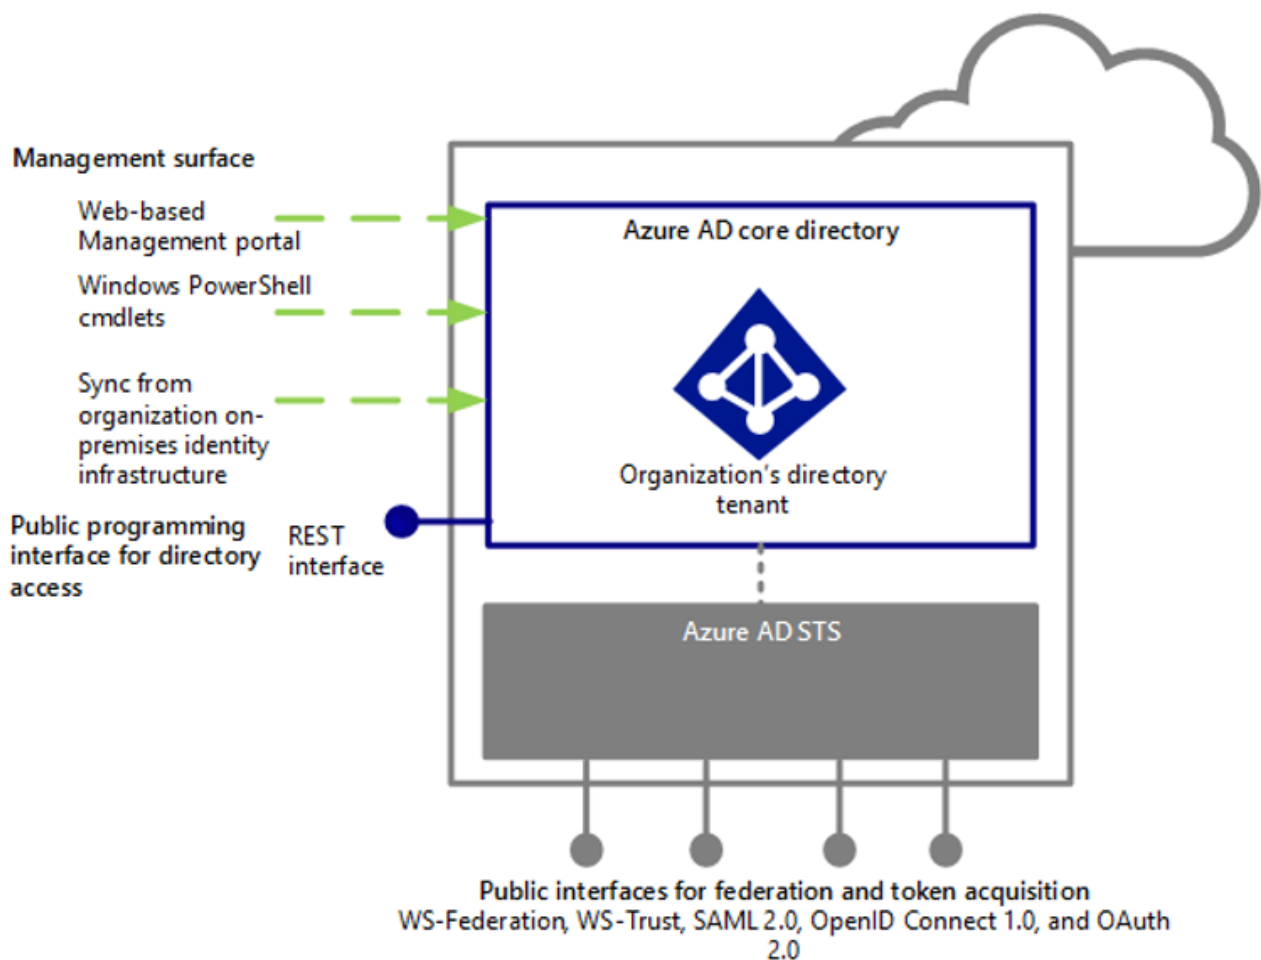 Management surface
Web-based
Management portal
Windows PowerShell
cmdlets
Sync from
organization on-
premises identity
infrastructure
Public programming
interface for directory
access
REST
interface
Azure AD core directory
Organization's directory
tenant
Azure AD STS
Public interfaces for federation and token acquisition
WS-Federation, WS-Trust, SAML 2.0, OpenID Connect 1.0, and OAuth
2.0